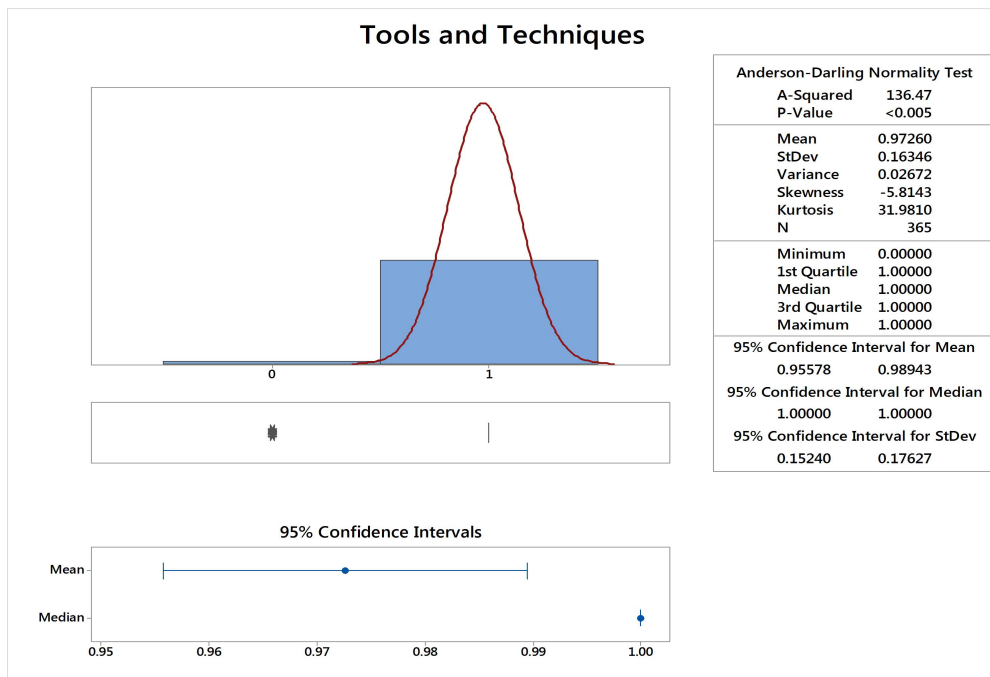 Tools and Techniques
Anderson-Darling Normality Test
A-Squared 136.47
P-Value <0.005
Mean 0.97260
StDev 0.16346
Variance 0.02672
Skewness -5.8143
Kurtosis 31.9810
N 365
Minimum 0.00000
1st Quartile 1.00000
Median 1.00000
3rd Quartile 1.00000
Maximum 1.00000
95% Confidence Interval for Mean
0.95578 0.98943
95% Confidence Interval for Median
1.00000 1.00000
95% Confidence Interval for StDev
0.15240 0.17627
0 1
95% Confidence Intervals
Mean
Median
0.95 0.96 0.97 0.98 0.99 1.00